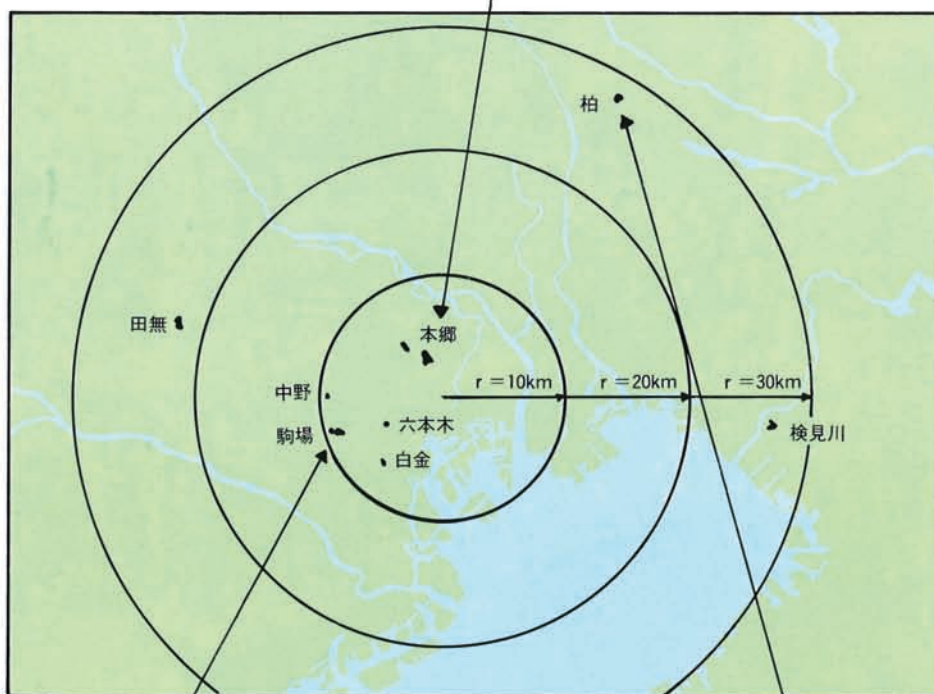 柏
田無
本郷
中野
r =10km
r =20km
r =30km
駒場
六本木
検見川
白金